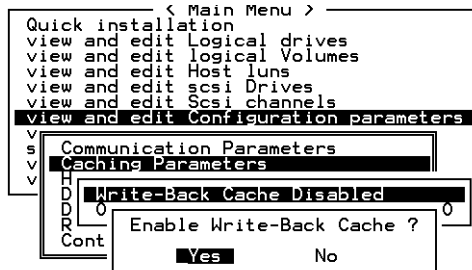 < Main Menu >
Quick installation
view and edit Logical drives
view and edit logical Volumes
view and edit Host luns
view and edit scsi Drives
view and edit Scsi channels
view and edit Configuration parameters
v
s Communication Parameters
v Caching Parameters
v H
D Write-Back Cache Disabled
D O O
R Enable Write-Back Cache ?
Cont
Yes No